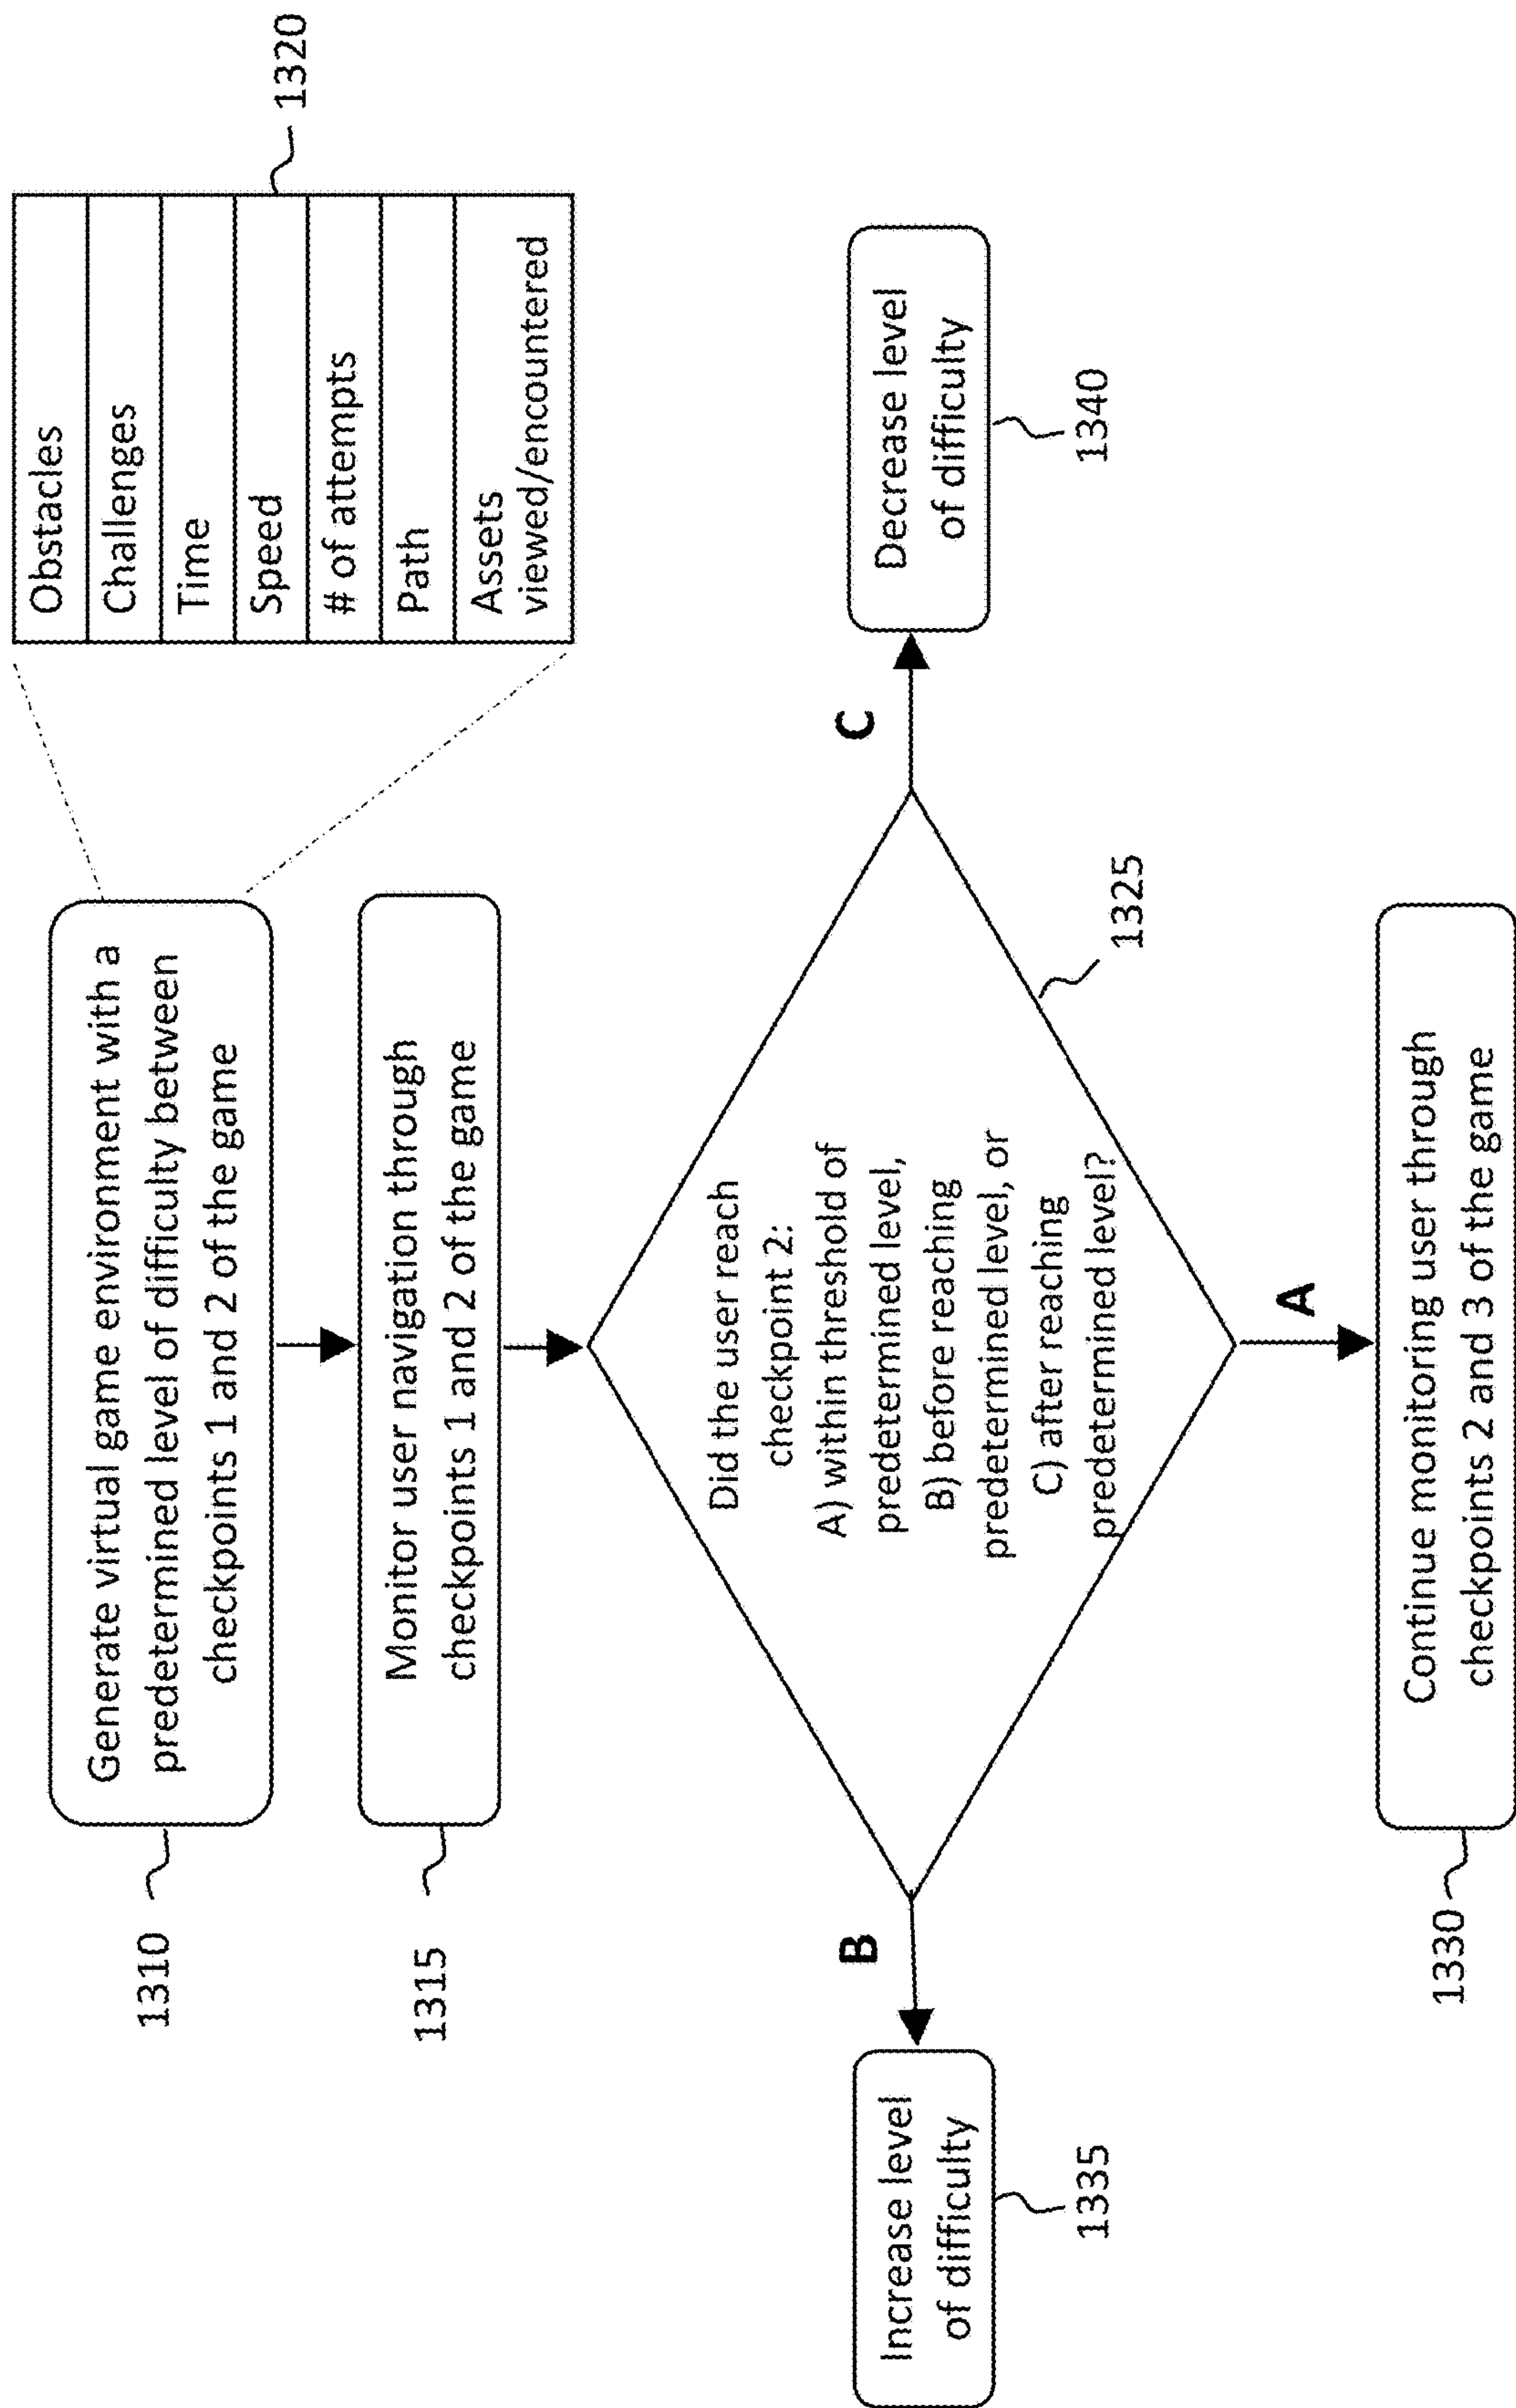 1310
Generate virtual game environment with a
predetermined level of difficulty between
checkpoints 1 and 2 of the game
Obstacles
Challenges
Time
Speed
# of attempts
Path
Assets
viewed/encountered
1320
1315
Monitor user navigation through
checkpoints 1 and 2 of the game
Did the user reach
checkpoint 2:
A) within threshold of
predetermined level,
B) before reaching
predetermined level, or
C) after reaching
predetermined level?
1325
B
Increase level
of difficulty
1335
C
Decrease level
of difficulty
1340
A
1330
Continue monitoring user through
checkpoints 2 and 3 of the game